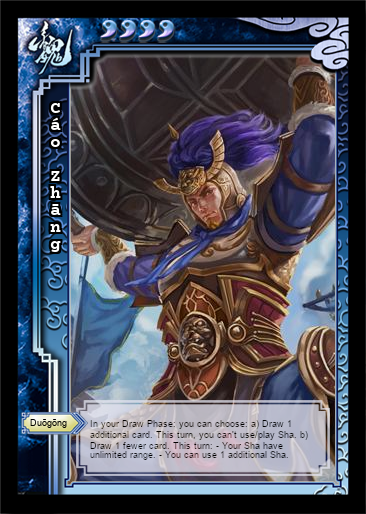 魏
Cáo Zhāng
Duōgōng
In your Draw Phase: you can choose: a) Draw 1
additional card. This turn, you can't use/play Sha. b)
Draw 1 fewer card. This turn; - Your Sha have
unlimited range. - You can use 1 additional Sha.